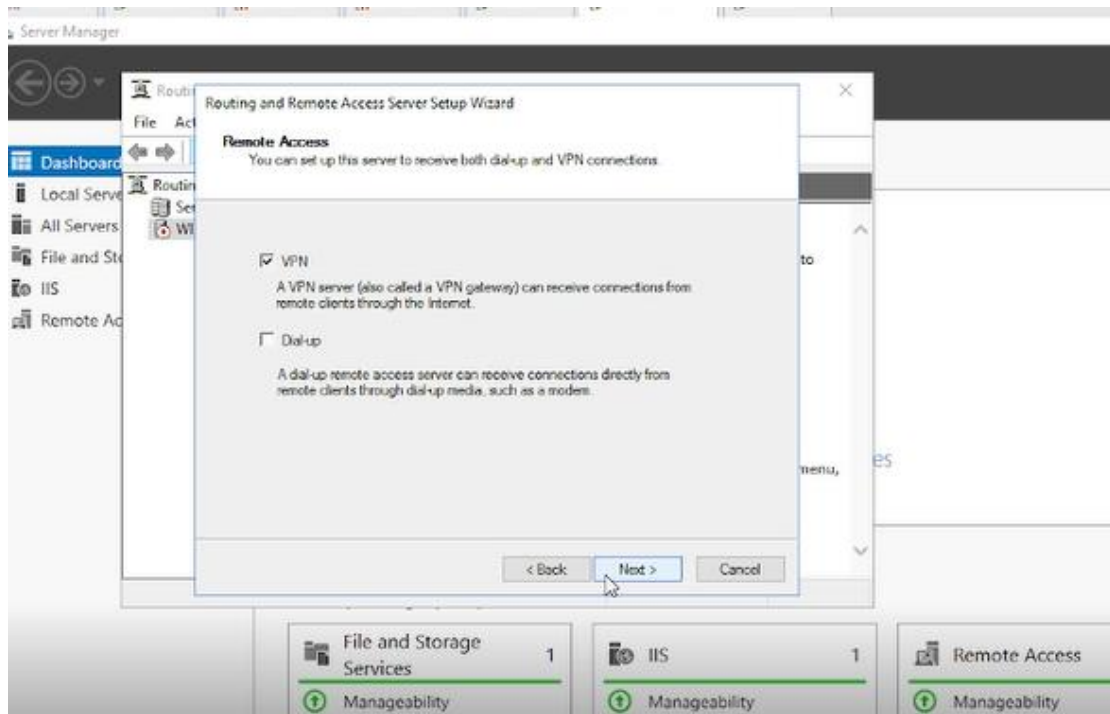 Server Manager
Routi
Routing and Remote Access Server Setup Wizard
File Act
Remote Access
You can set up this server to receive both dial-up and VPN connections.
Dashboard
Local Serve
All Servers
File and Sto
IIS
Remote Ac
Routin
Ser
WI
to
VPN
A VPN server (also called a VPN gateway) can receive connections from
remote clients through the Internet.
Dial-up
A dial-up remote access server can receive connections directly from
remote clients through dial-up media, such as a modem.
menu,
es
< Back
Next >
Cancel
File and Storage
Services
1
IIS
1
Remote Access
Manageability
Manageability
Manageability